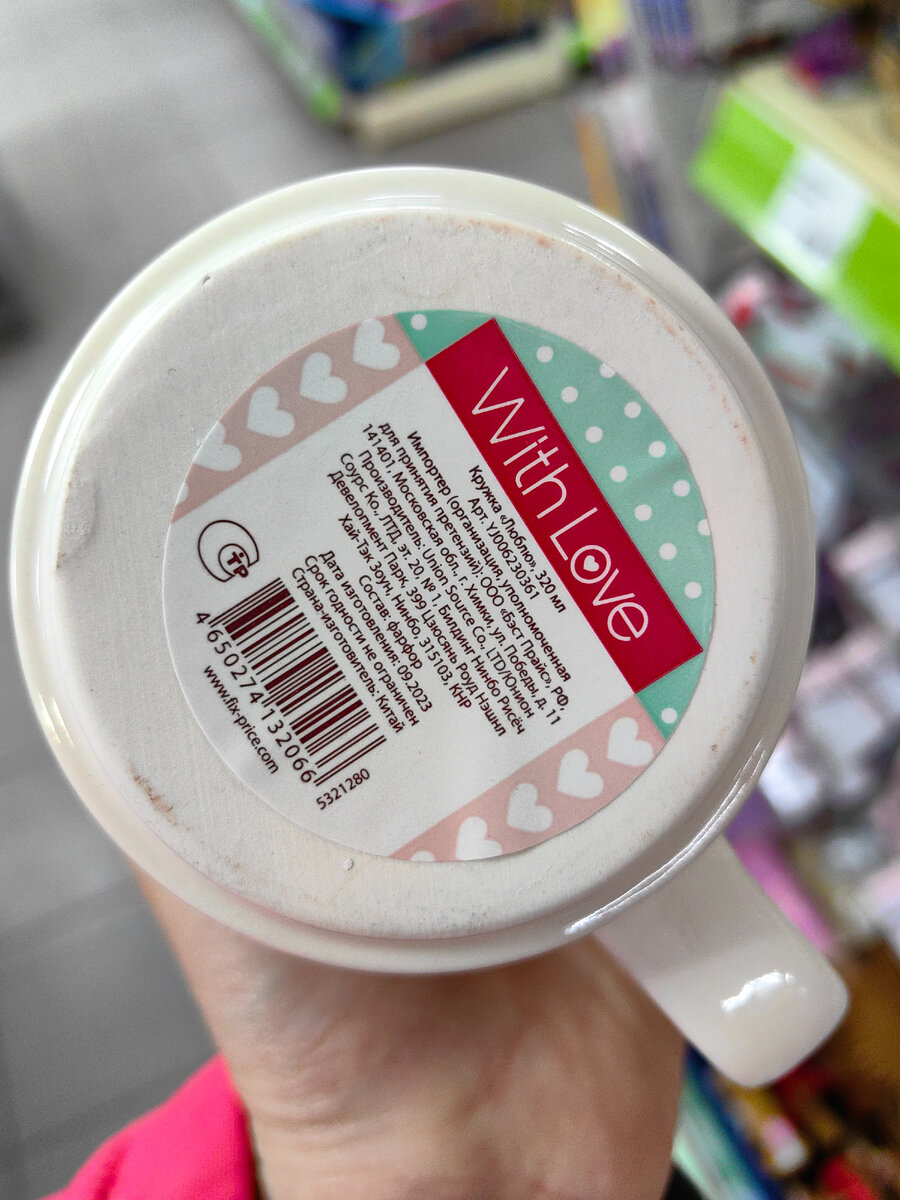 With Love
Кружка «Люблю», 320 мл
Арт. YJ006230361
Импортер (организация, уполномоченная
для принятия претензий): ООО «Бэст Прайс», РФ,
141401, Московская обл., г. Химки, ул. Победы, д. 11
Производитель: Union Source Co., LTD/Юнион
Соурс Ко., ЛТД, эт. 20, № 1, Билдинг Нинбо Рисёч
Девелопмент Парк, 399 Цзюсянь Роуд Нэшнл
Хай-Тэк Зоун, Нинбо, 315103, КНР
Состав: фарфор
Дата изготовления: 09.2023
Срок годности не ограничен
Страна-изготовитель: Китай
ТР
4650274132066
5321280
www.fix-price.com